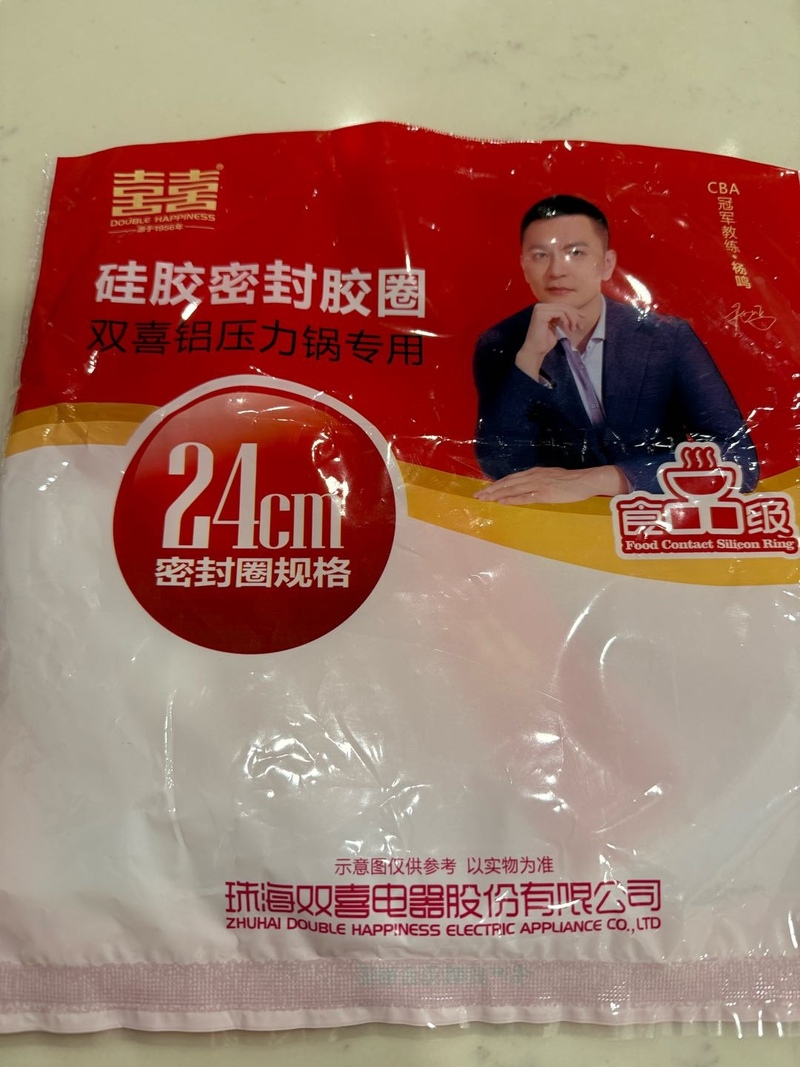 囍®
DOUBLE HAPPINESS
源于1956年
硅胶密封胶圈
双喜铝压力锅专用
CBA
冠军教练·杨鸣
24cm
密封圈规格
食品级
Food Contact Silicon Ring
示意图仅供参考 以实物为准
珠海双喜电器股份有限公司
ZHUHAI DOUBLE HAPPINESS ELECTRIC APPLIANCE CO.,LTD